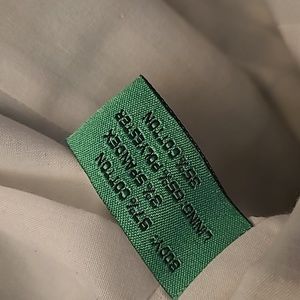 BODY: 97% COTTON
3% SPANDEX
LINING: 65% POLYESTER
35% COTTON